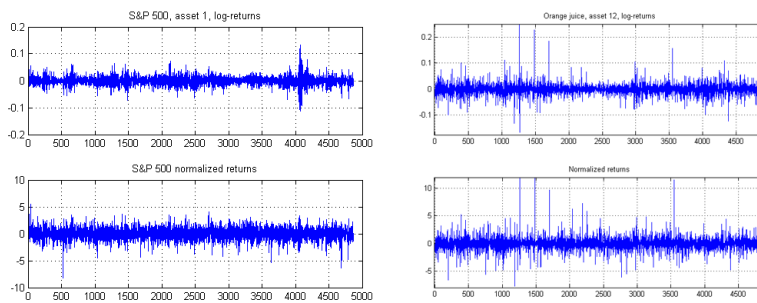 S&P 500, asset 1, log-returns
0.2
0.1
0
-0.1
-0.2
0 500 1000 1500 2000 2500 3000 3500 4000 4500 5000
S&P 500 normalized returns
10
5
0
-5
-10
0 500 1000 1500 2000 2500 3000 3500 4000 4500 5000
Orange juice, asset 12, log-returns
0.2
0.1
0
-0.1
0 500 1000 1500 2000 2500 3000 3500 4000 4500
Normalized returns
10
5
0
-5
0 500 1000 1500 2000 2500 3000 3500 4000 4500